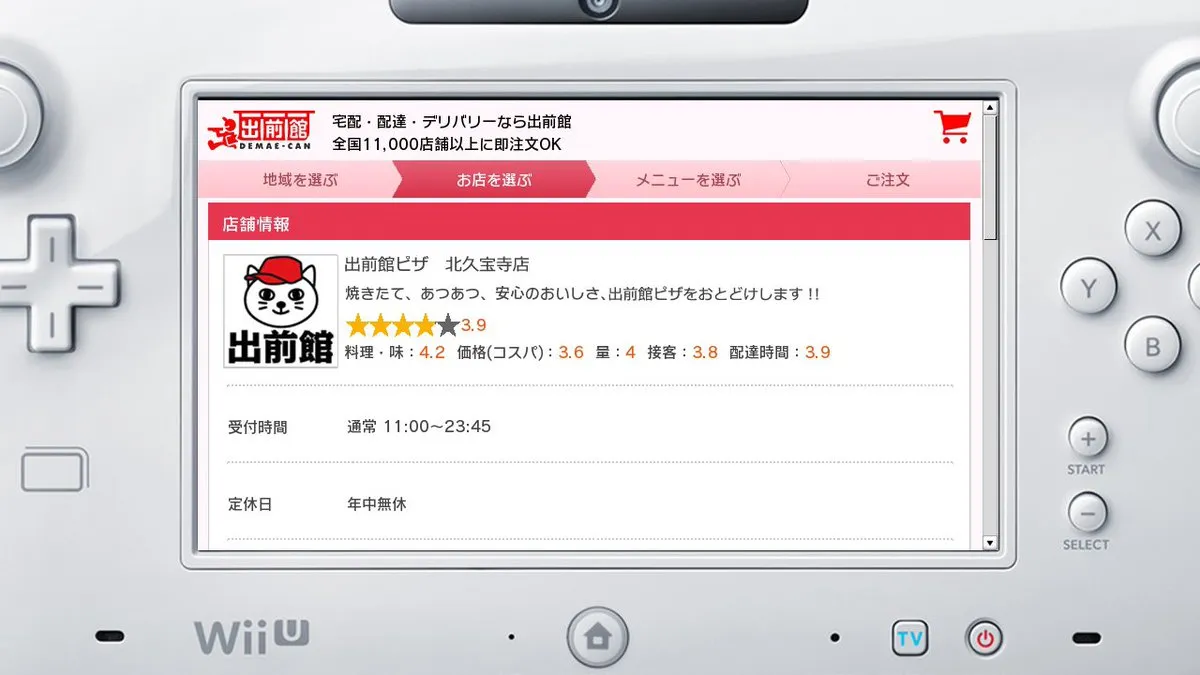 出前館
DEMAE-CAN
宅配・配達・デリバリーなら出前館
全国11,000店舗以上に即注文OK
地域を選ぶ
お店を選ぶ
メニューを選ぶ
ご注文
店舗情報
出前館
出前館ピザ　北久宝寺店
焼きたて、あつあつ、安心のおいしさ、出前館ピザをおとどけします!!
3.9
料理・味：4.2 価格(コスパ)：3.6 量：4 接客：3.8 配達時間：3.9
受付時間 通常 11:00～23:45
定休日 年中無休
X
Y
B
+
START
−
SELECT
Wii U
TV